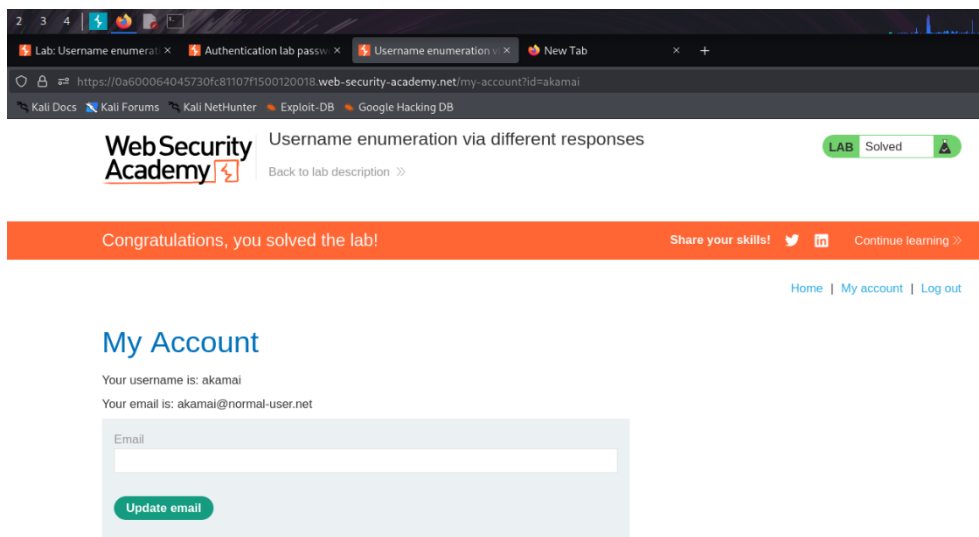 2 3 4
Lab: Username enumerati × Authentication lab passw × Username enumeration v × New Tab × +
https://0a600064045730fc81107f1500120018.web-security-academy.net/my-account?id=akamai
Kali Docs Kali Forums Kali NetHunter Exploit-DB Google Hacking DB
WebSecurity
Academy
Username enumeration via different responses
Back to lab description
LAB Solved
Congratulations, you solved the lab!
Share your skills!
Continue learning
Home | My account | Log out
My Account
Your username is: akamai
Your email is: akamai@normal-user.net
Email
Update email